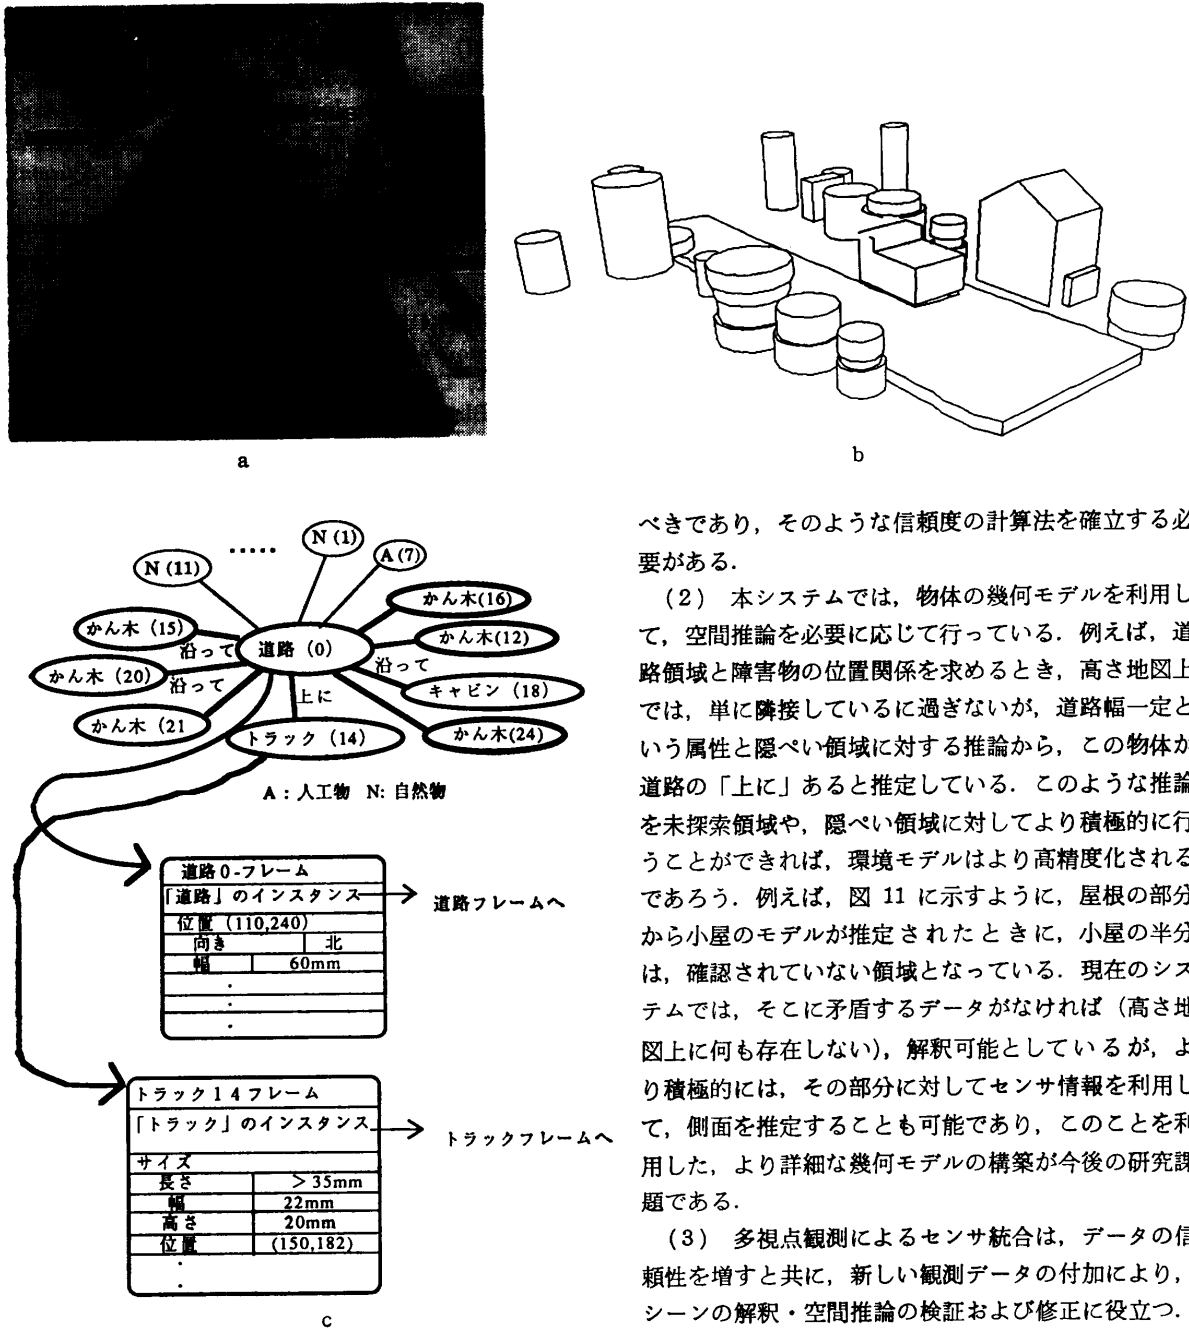 a
b
N (1)
N (11)
A (7)
かん木(16)
かん木 (15)
道路 (0)
かん木(12)
沿って
沿って
かん木 (20)
沿って
キャビン (18)
上に
かん木 (21
トラック (14)
かん木(24)
A : 人工物 N: 自然物
道路0-フレーム
「道路」のインスタンス
道路フレームへ
位置 (110,240)
向き 北
幅 60mm
トラック14フレーム
「トラック」のインスタンス
トラックフレームへ
サイズ
長さ >35mm
幅 22mm
高さ 20mm
位置 (150,182)
c
べきであり，そのような信頼度の計算法を確立する必
要がある．
（２） 本システムでは，物体の幾何モデルを利用し
て，空間推論を必要に応じて行っている．例えば，道
路領域と障害物の位置関係を求めるとき，高さ地図上
では，単に隣接しているに過ぎないが，道路幅一定と
いう属性と隠ぺい領域に対する推論から，この物体が
道路の「上に」あると推定している．このような推論
を未探索領域や，隠ぺい領域に対してより積極的に行
うことができれば，環境モデルはより高精度化される
であろう．例えば，図 11 に示すように，屋根の部分
から小屋のモデルが推定されたときに，小屋の半分
は，確認されていない領域となっている．現在のシス
テムでは，そこに矛盾するデータがなければ（高さ地
図上に何も存在しない），解釈可能としているが，よ
り積極的には，その部分に対してセンサ情報を利用し
て，側面を推定することも可能であり，このことを利
用した，より詳細な幾何モデルの構築が今後の研究課
題である．
（３） 多視点観測によるセンサ統合は，データの信
頼性を増すと共に，新しい観測データの付加により，
シーンの解釈・空間推論の検証および修正に役立つ．